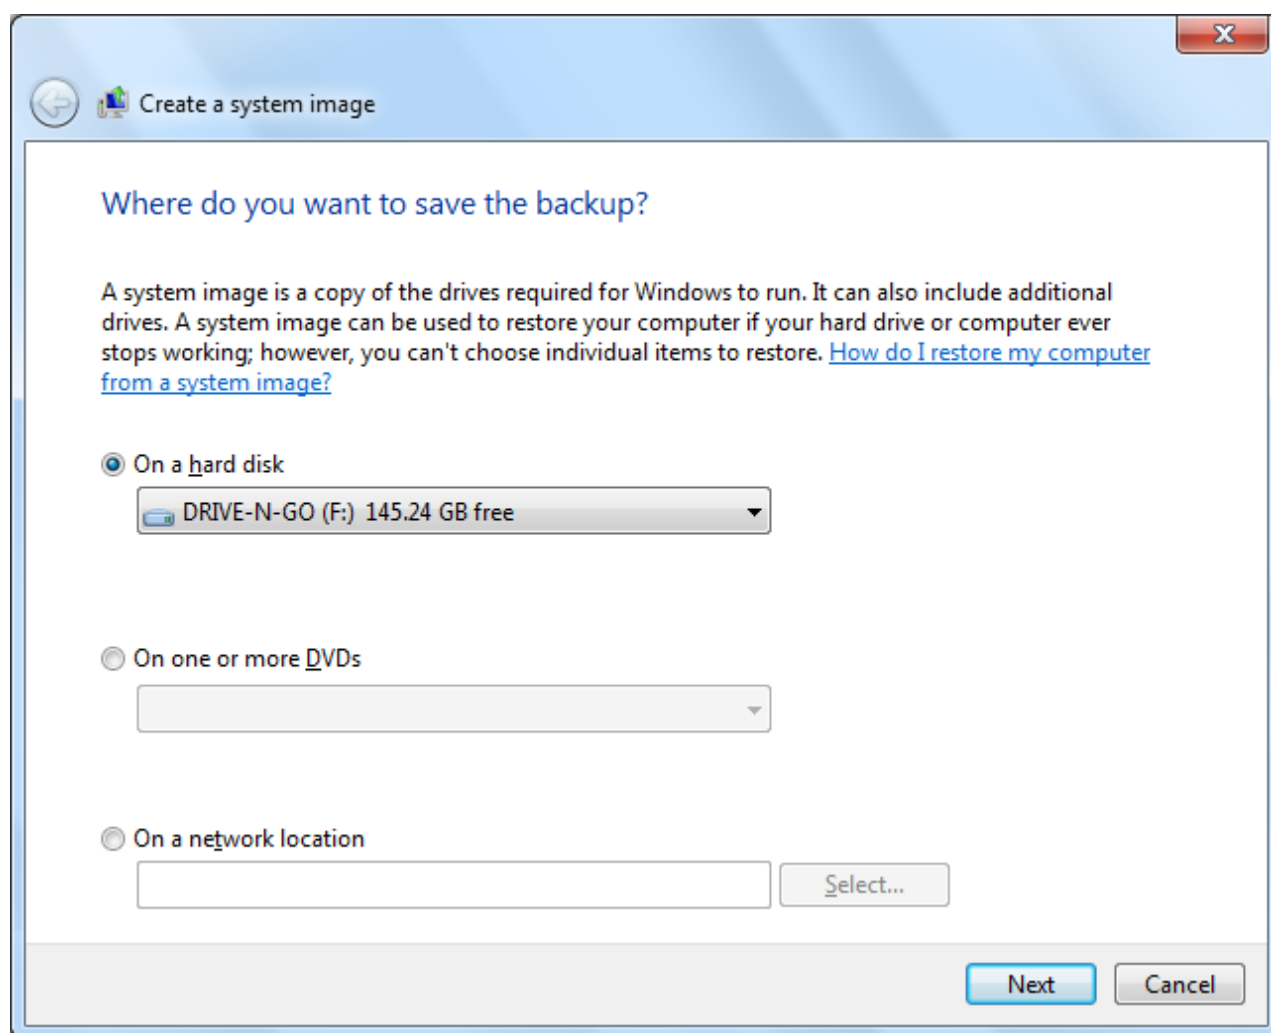 Create a system image
Where do you want to save the backup?
A system image is a copy of the drives required for Windows to run. It can also include additional
drives. A system image can be used to restore your computer if your hard drive or computer ever
stops working; however, you can't choose individual items to restore. How do I restore my computer
from a system image?
On a hard disk
DRIVE-N-GO (F:) 145.24 GB free
On one or more DVDs
On a network location
Select...
Next Cancel